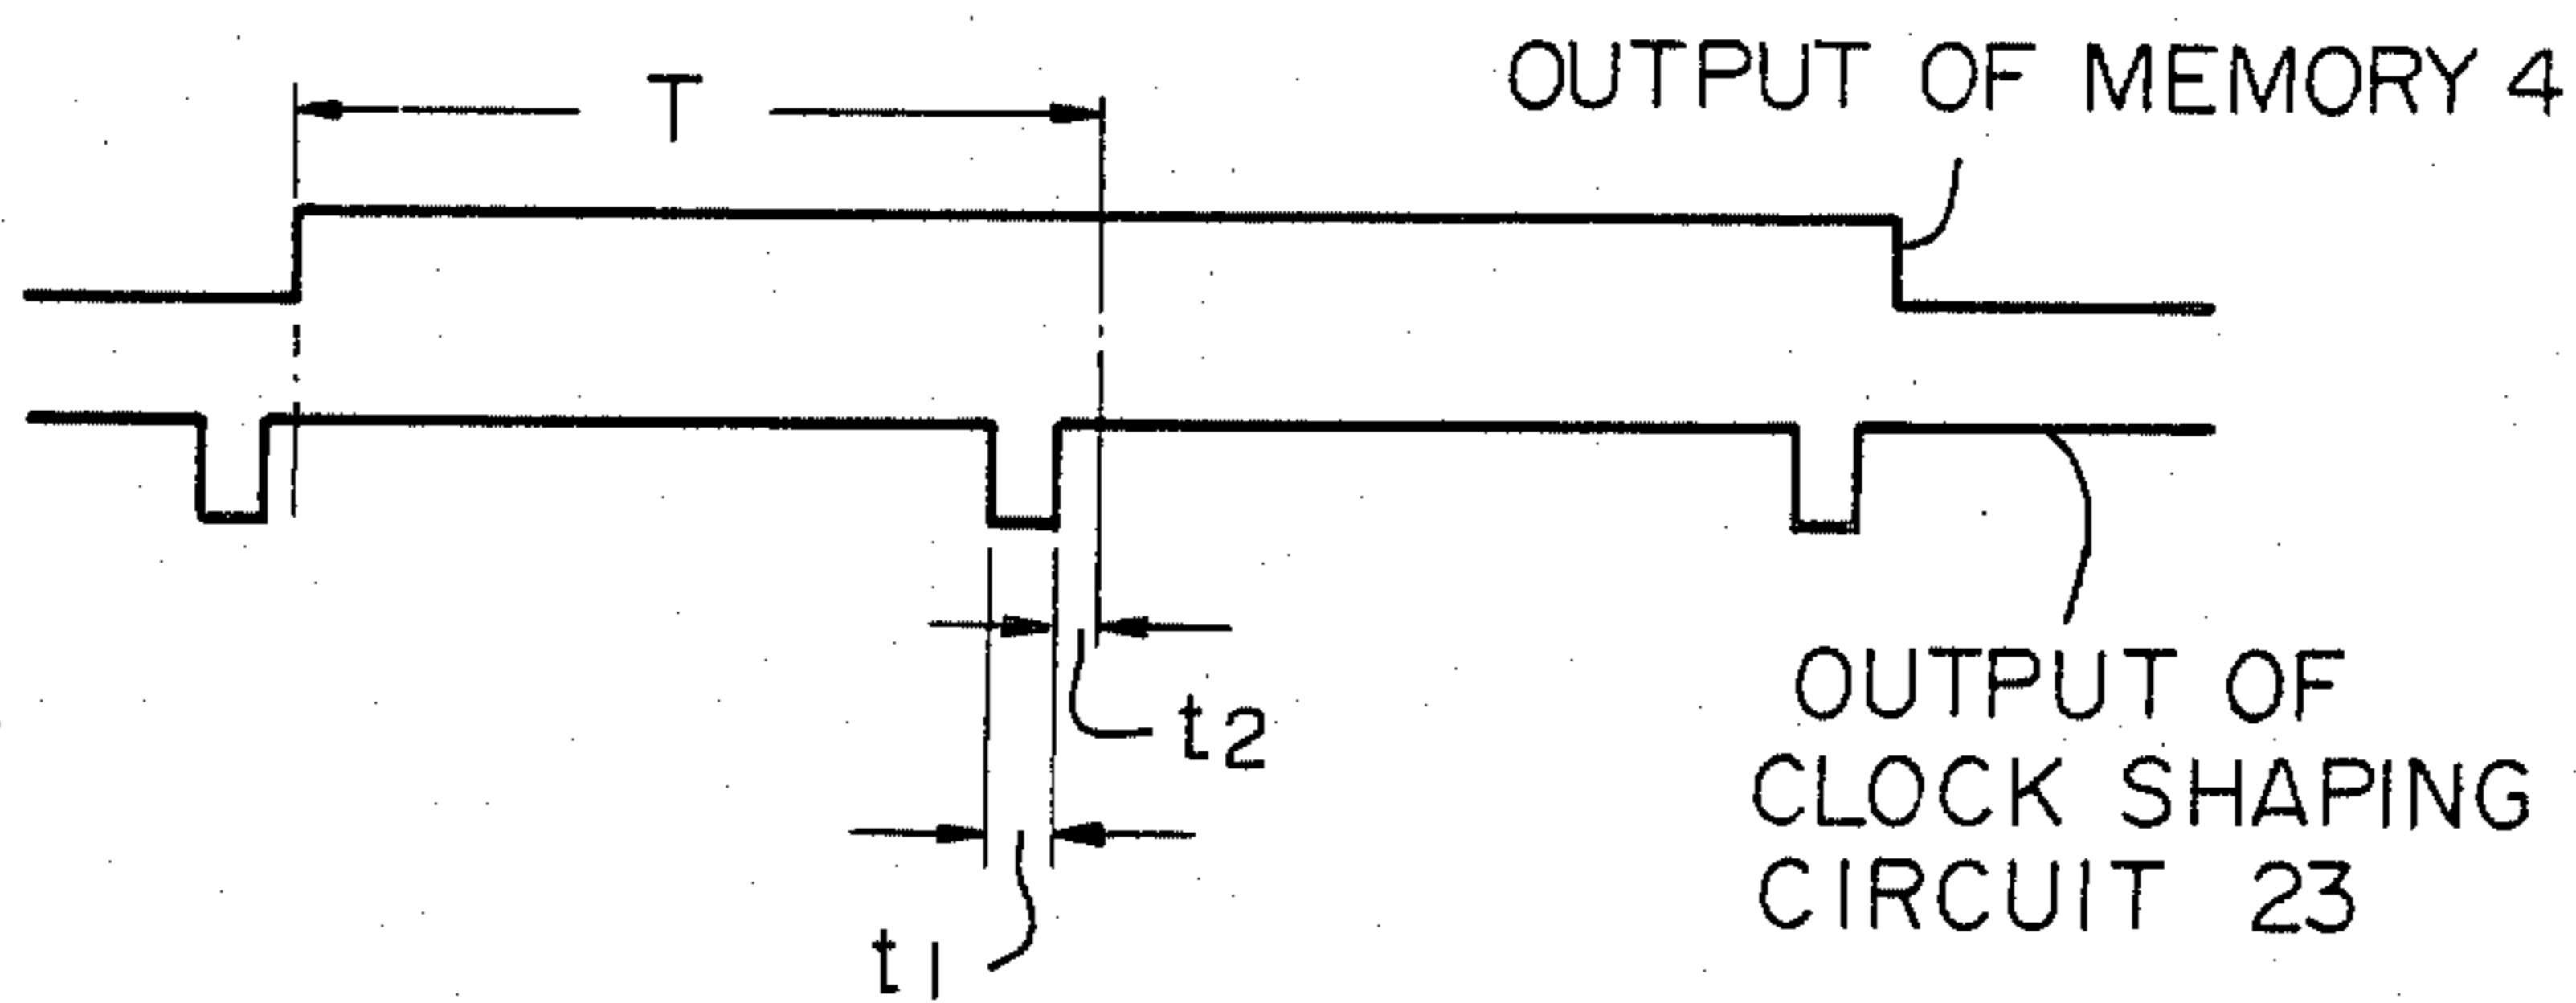 OUTPUT OF MEMORY 4
T
t2
OUTPUT OF
CLOCK SHAPING
CIRCUIT 23
t1